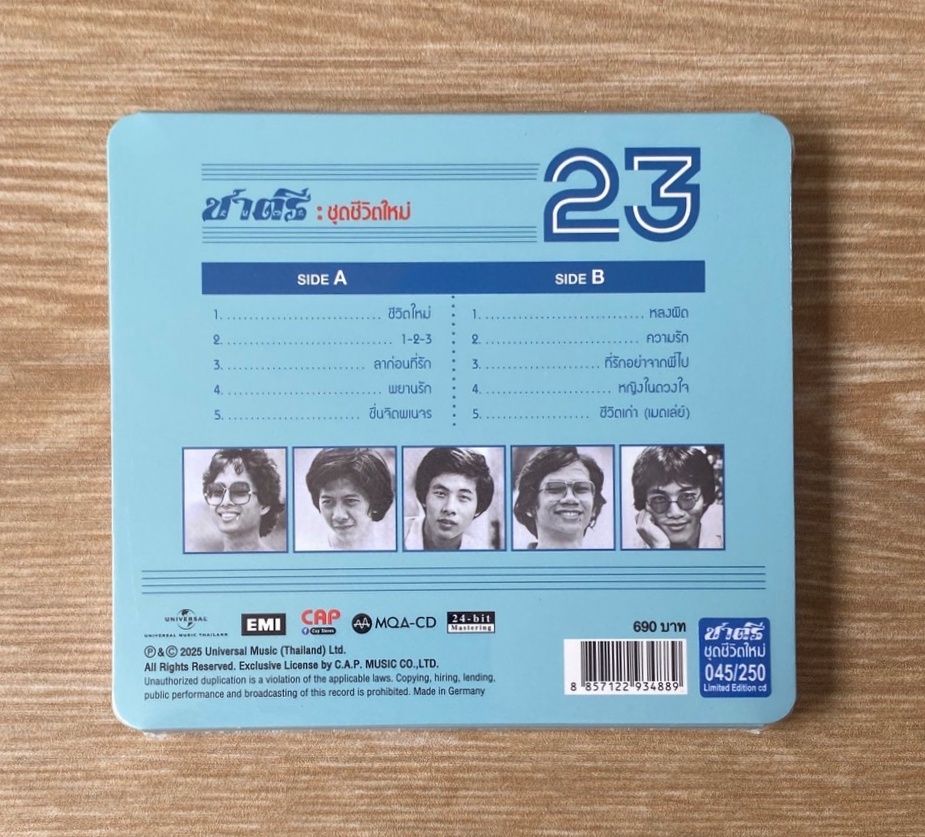 23
ชาตรี : ชุดชีวิตใหม่
SIDE A
1. ชีวิตใหม่
2. 1-2-3
3. ลาก่อนที่รัก
4. พยานรัก
5. ชื่นจิตพเนจร
SIDE B
1. หลงผิด
2. ความรัก
3. ที่รักอย่าจากพี่ไป
4. หญิงในดวงใจ
5. ชีวิตเก่า (เมดเล่ย์)
UNIVERSAL
UNIVERSAL MUSIC THAILAND
EMI
CAP
Cap Stores
MQA-CD
24-bit
Mastering
690 บาท
Ⓟ & © 2025 Universal Music (Thailand) Ltd.
All Rights Reserved. Exclusive License by C.A.P. MUSIC CO.,LTD.
Unauthorized duplication is a violation of the applicable laws. Copying, hiring, lending,
public performance and broadcasting of this record is prohibited. Made in Germany
8 857122 934889
ชาตรี
ชุดชีวิตใหม่
045/250
Limited Edition cd